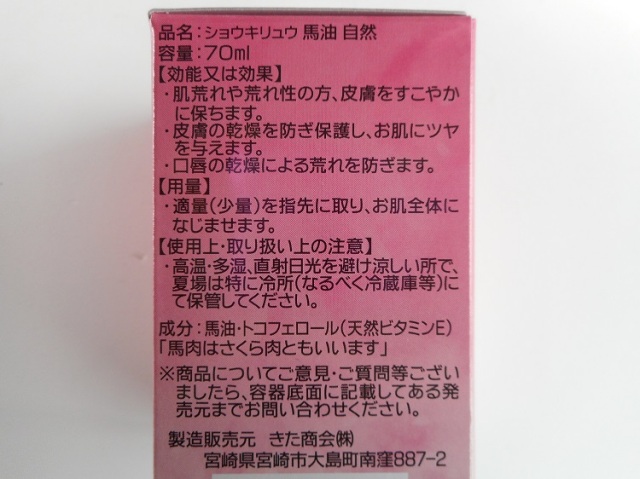 品名：ショウキリュウ 馬油 自然
容量：70ml
【効能又は効果】
・肌荒れや荒れ性の方、皮膚をすこやか
に保ちます。
・皮膚の乾燥を防ぎ保護し、お肌にツヤ
を与えます。
・口唇の乾燥による荒れを防ぎます。
【用量】
・適量(少量)を指先に取り、お肌全体に
なじませます。
【使用上・取り扱い上の注意】
・高温・多湿、直射日光を避け涼しい所で、
夏場は特に冷所(なるべく冷蔵庫等)に
て保管してください。
成分：馬油・トコフェロール(天然ビタミンE)
「馬肉はさくら肉ともいいます」
※商品についてご意見・ご質問等ござい
ましたら、容器底面に記載してある発
売元までお問い合わせください。
製造販売元 きた商会㈱
宮崎県宮崎市大島町南窪887-2